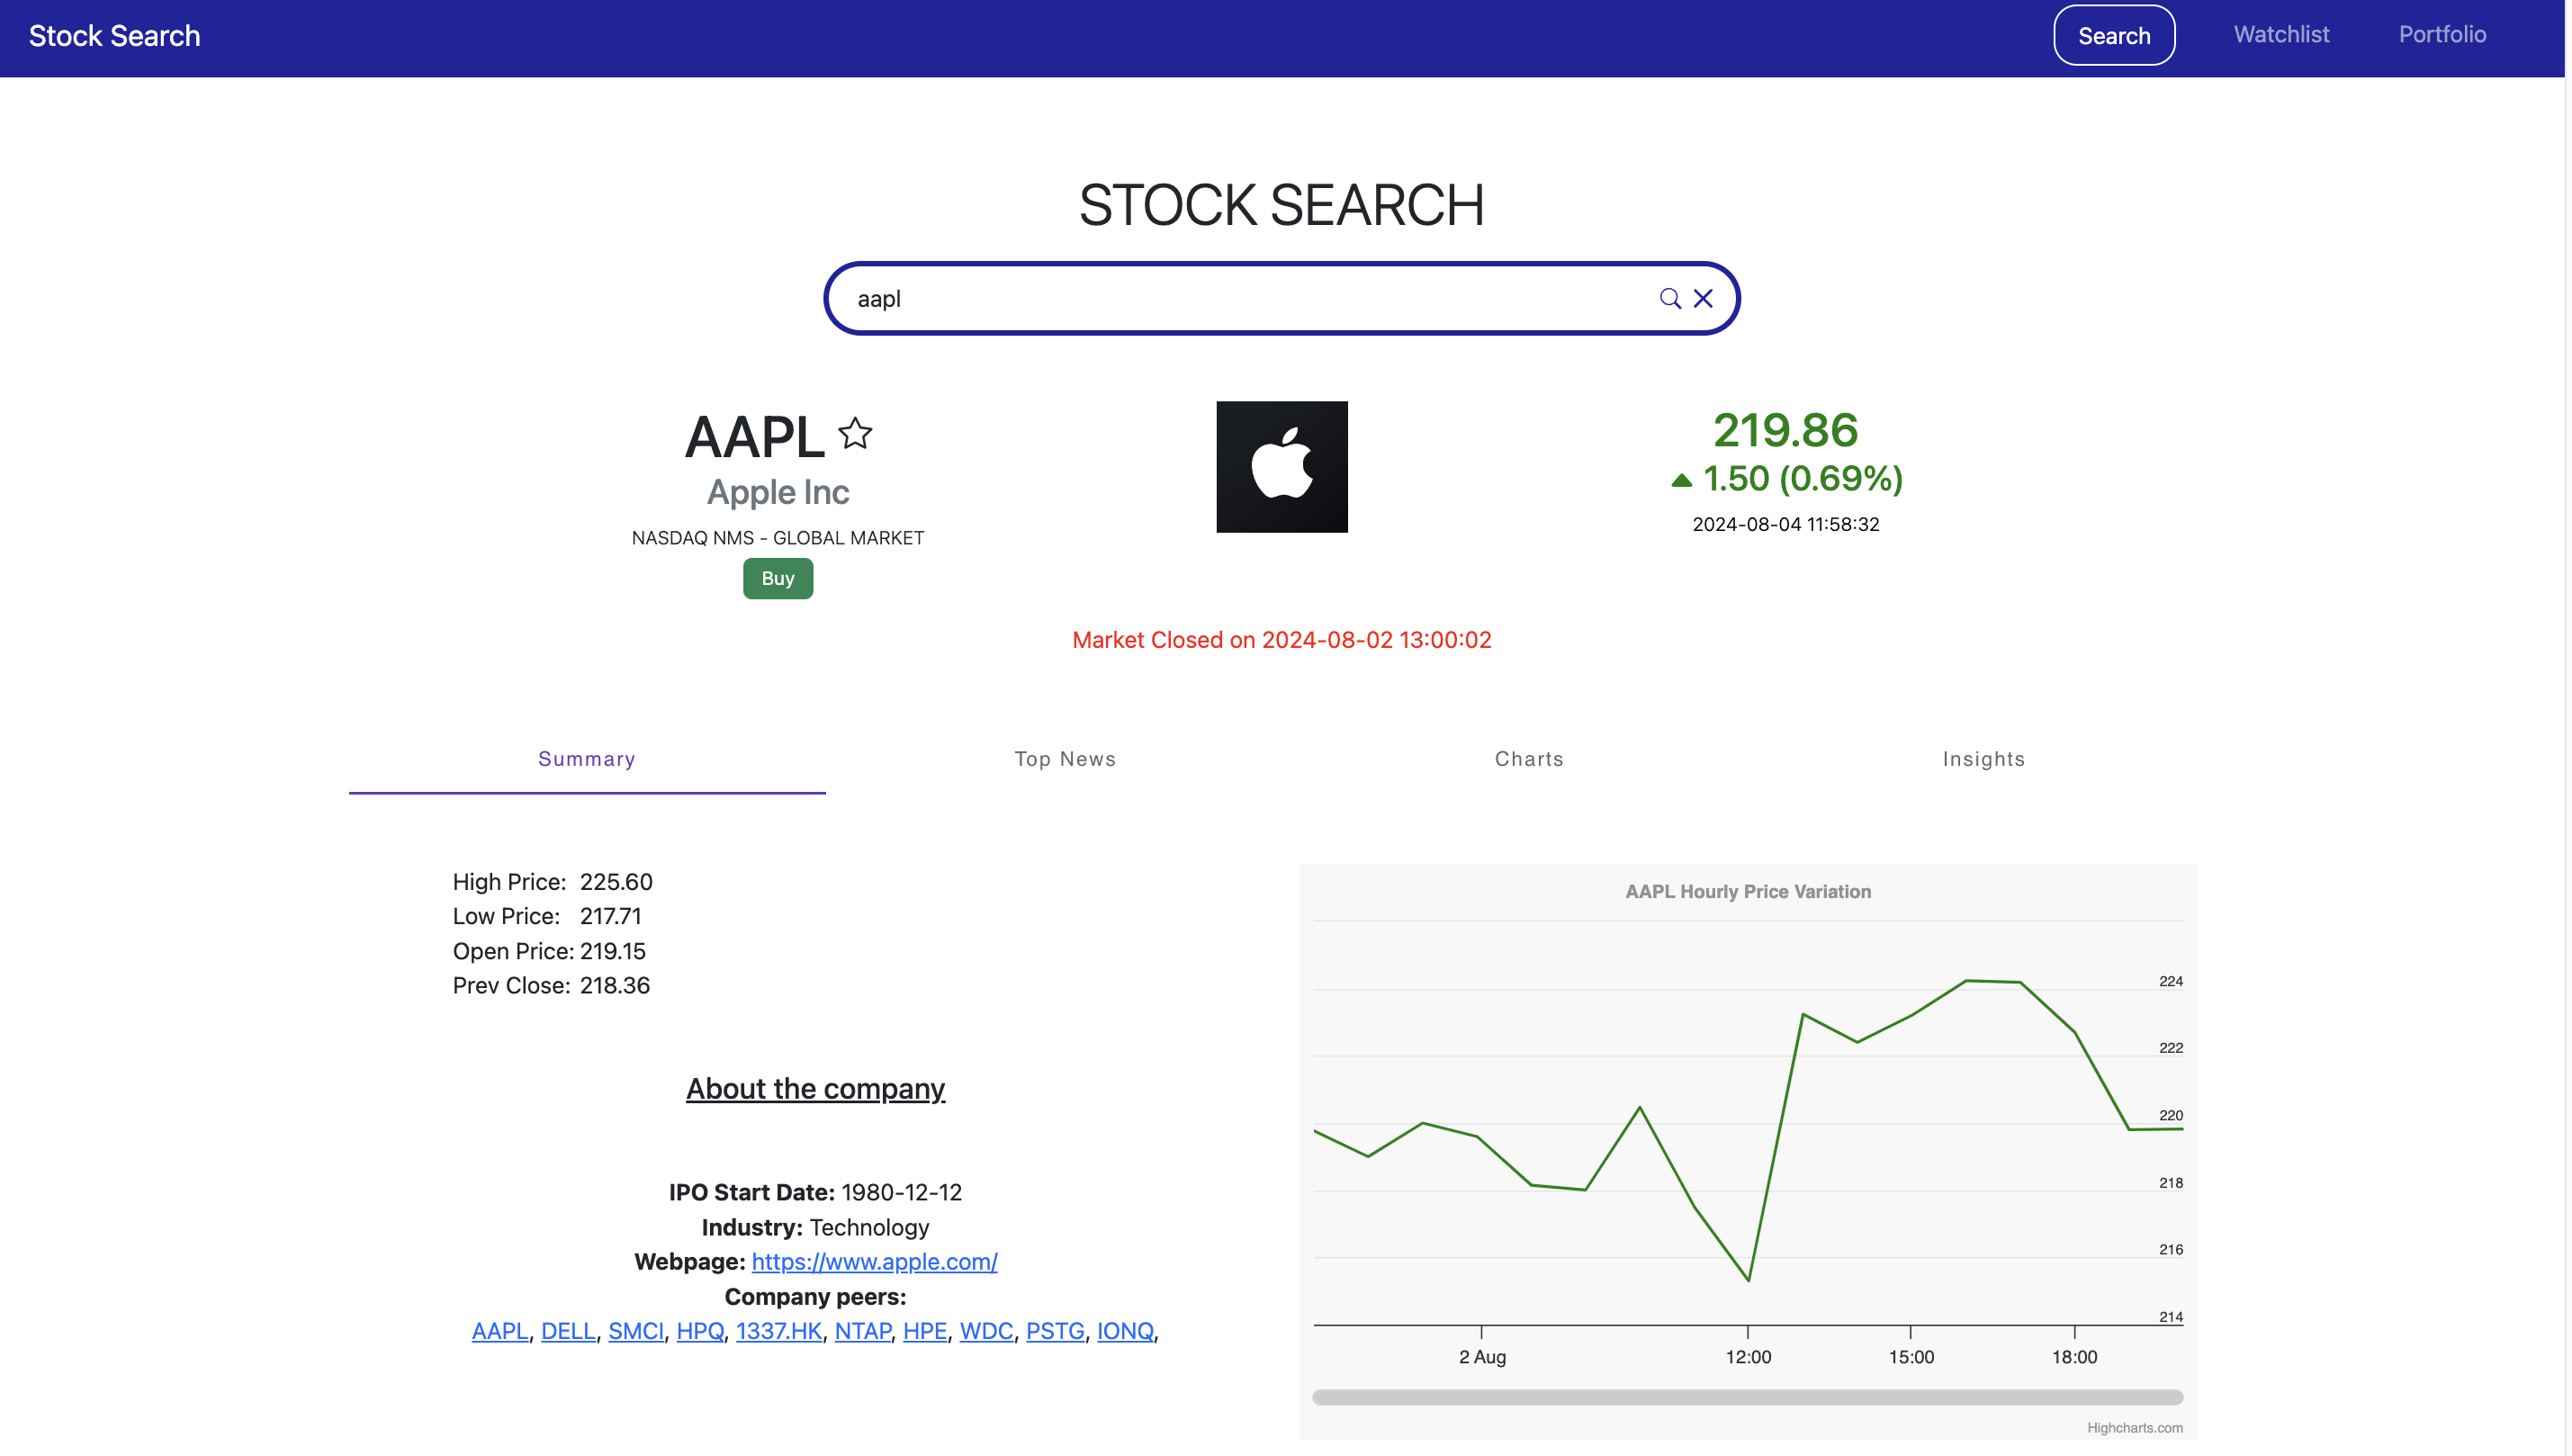 Stock Search
Search Watchlist Portfolio
STOCK SEARCH
aapl
AAPL
Apple Inc
NASDAQ NMS - GLOBAL MARKET
Buy
219.86
1.50 (0.69%)
2024-08-04 11:58:32
Market Closed on 2024-08-02 13:00:02
Summary Top News Charts Insights
High Price: 225.60
Low Price: 217.71
Open Price: 219.15
Prev Close: 218.36
About the company
IPO Start Date: 1980-12-12
Industry: Technology
Webpage: https://www.apple.com/
Company peers:
AAPL, DELL, SMCI, HPQ, 1337.HK, NTAP, HPE, WDC, PSTG, IONQ,
AAPL Hourly Price Variation
224
222
220
218
216
214
2 Aug 12:00 15:00 18:00
Highcharts.com